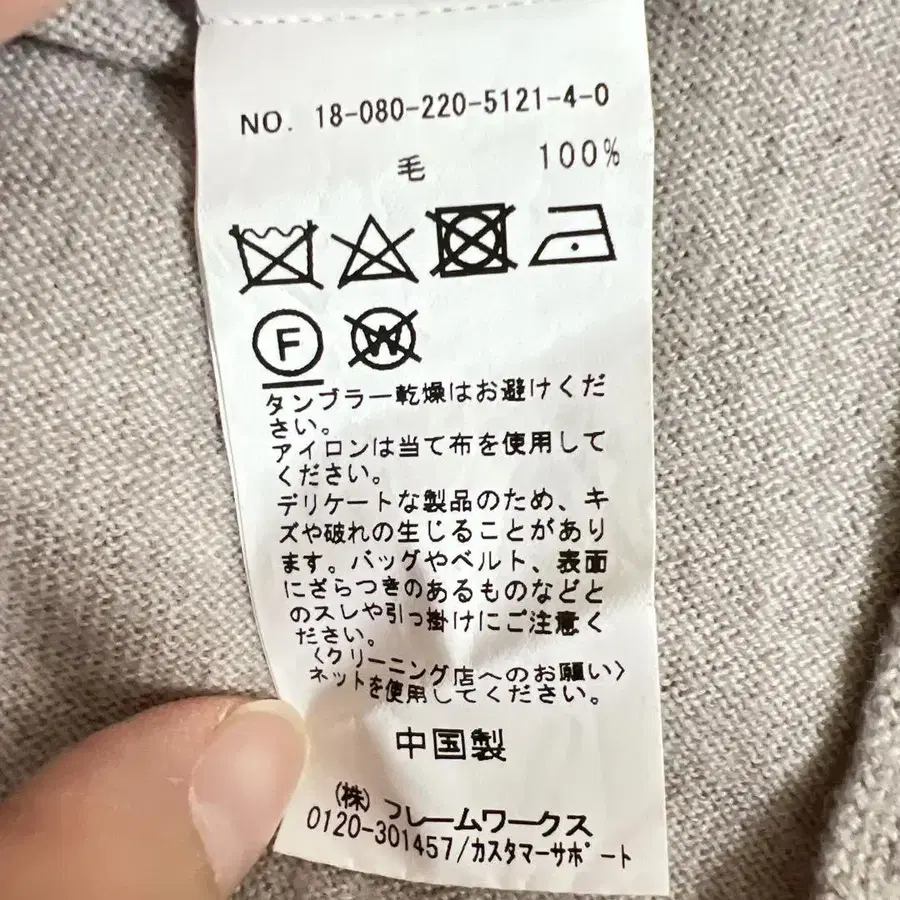 NO. 18-080-220-5121-4-0
毛 100%
F W
タンブラー乾燥はお避けくだ
さい。
アイロンは当て布を使用して
ください。
デリケートな製品のため、キ
ズや破れの生じることがあり
ます。バッグやベルト、表面
にざらつきのあるものなどと
のスレや引っ掛けにご注意く
ださい。
〈クリーニング店へのお願い〉
ネットを使用してください。
中国製
(株)フレームワークス
0120-301457/カスタマーサポート